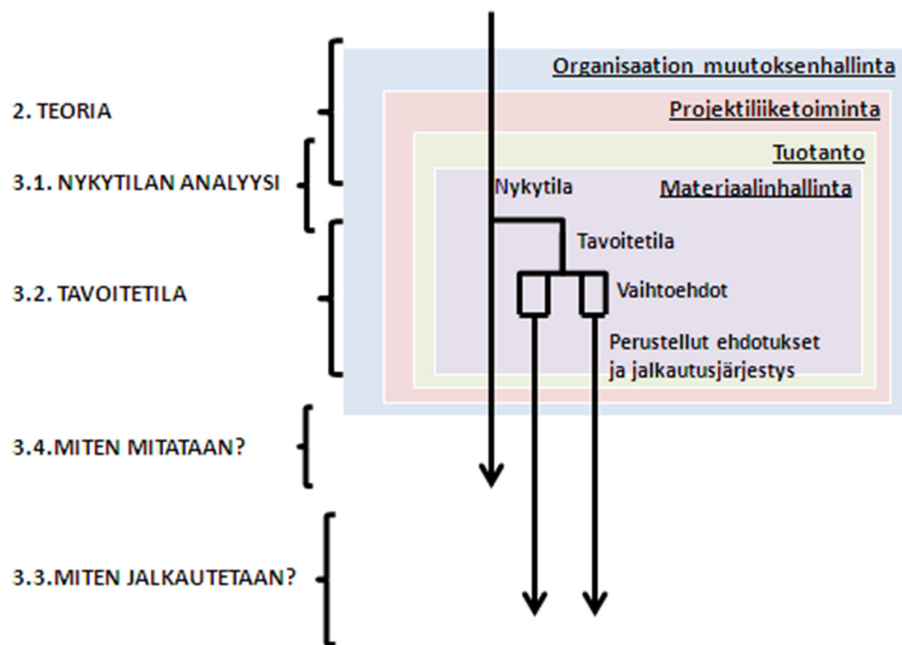 Organisaation muutoksenhallinta
2. TEORIA
Projektiliiketoiminta
Tuotanto
3.1. NYKYTILAN ANALYYSI
Nykytila
Materiaalinhallinta
Tavoitetila
3.2. TAVOITETILA
Vaihtoehdot
Perustellut ehdotukset
ja jalkautusjärjestys
3.4.MITEN MITATAAN?
3.3.MITEN JALKAUTETAAN?